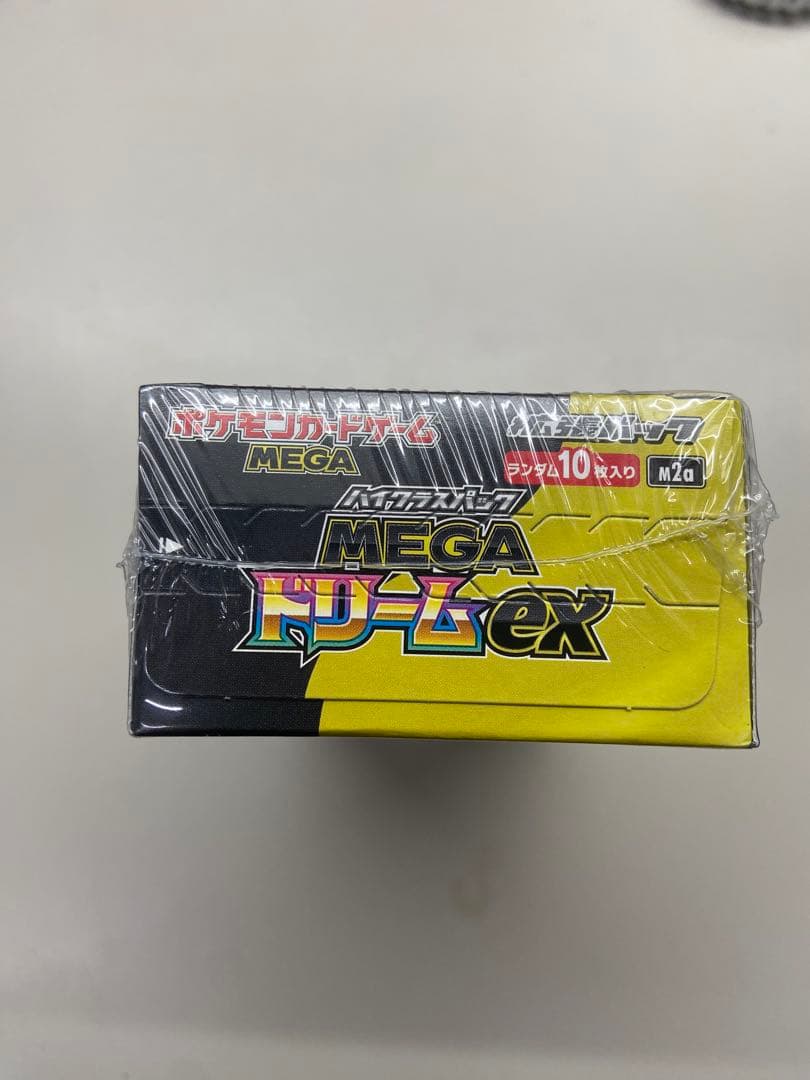 ポケモンカードゲーム
MEGA
拡張パック
ランダム10枚入り
M2a
ハイクラスパック
MEGA
ドリームex